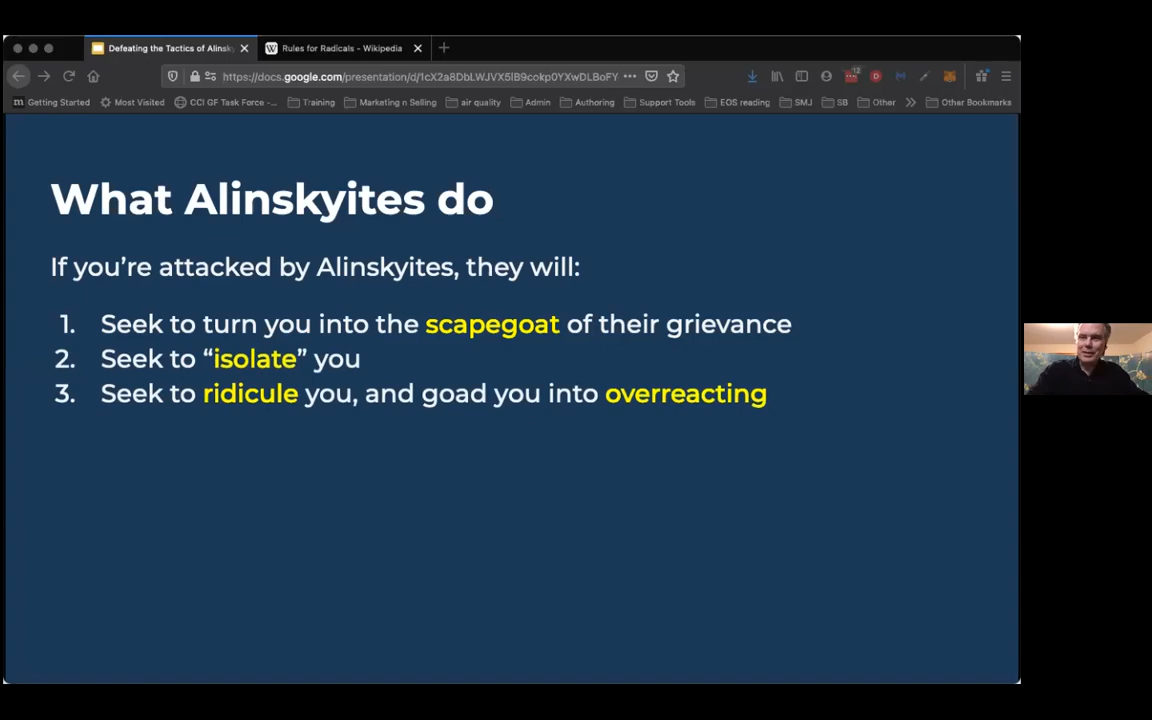 Defeating the Tactics of Alinsky
Rules for Radicals - Wikipedia
https://docs.google.com/presentation/d/1cX2a8DbLWJVX5lB9cokp0YXwDLBoFY
12
Getting Started
Most Visited
CCI GF Task Force -...
Training
Marketing n Selling
air quality
Admin
Authoring
Support Tools
EOS reading
SMJ
SB
Other
Other Bookmarks
What Alinskyites do
If you’re attacked by Alinskyites, they will:
1. Seek to turn you into the scapegoat of their grievance
2. Seek to “isolate” you
3. Seek to ridicule you, and goad you into overreacting